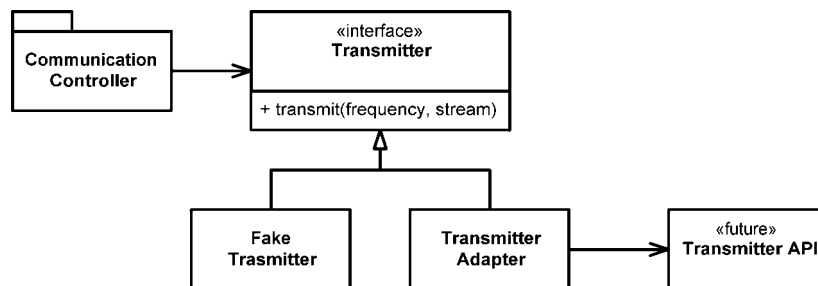 «interface»
Transmitter
Communication
Controller
+ transmit(frequency, stream)
Fake
Trasmitter
Transmitter
Adapter
«future»
Transmitter API